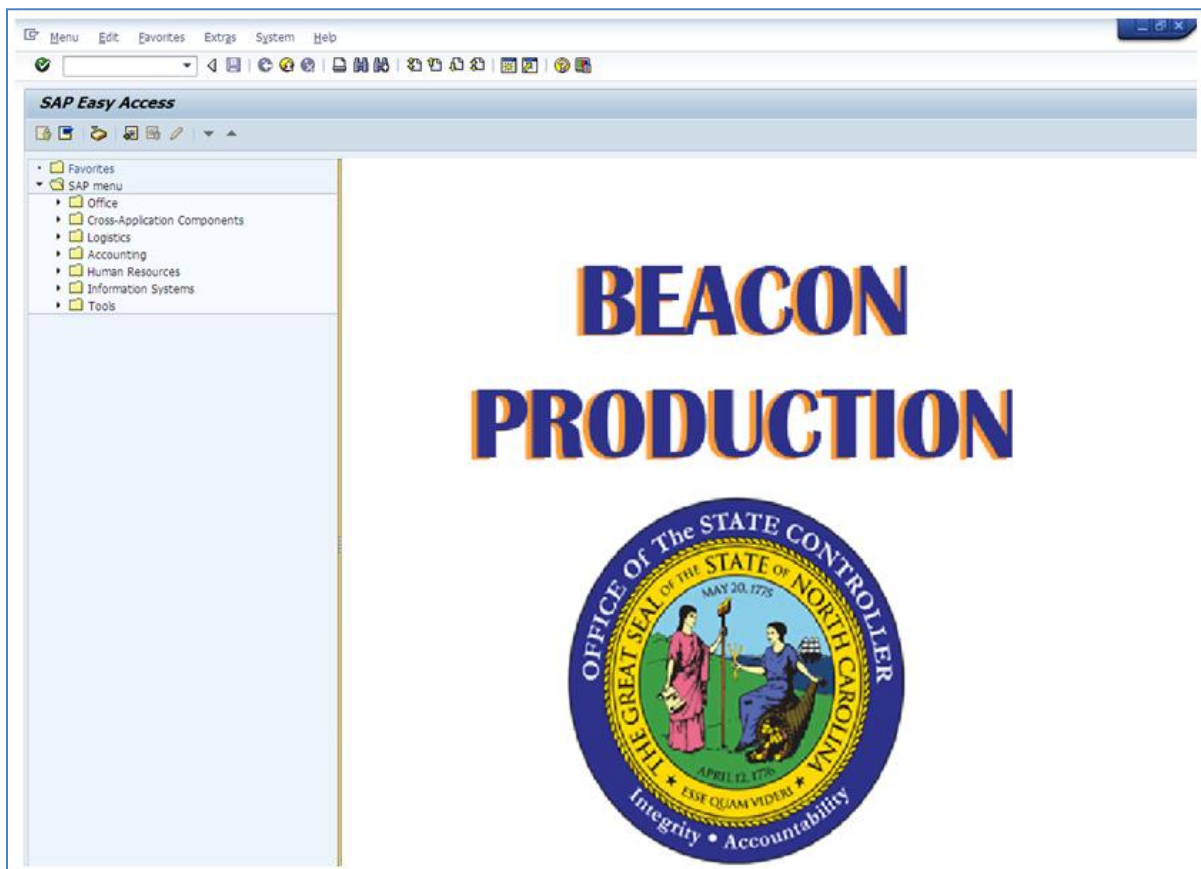 Menu Edit Favorites Extras System Help
SAP Easy Access
Favorites
SAP menu
Office
Cross-Application Components
Logistics
Accounting
Human Resources
Information Systems
Tools
BEACON
PRODUCTION
OFFICE Of The STATE CONTROLLER
THE GREAT SEAL OF THE STATE OF NORTH CAROLINA
MAY 20, 1775
APRIL 12, 1776
★ ESSE QUAM VIDERI ★
Integrity • Accountability